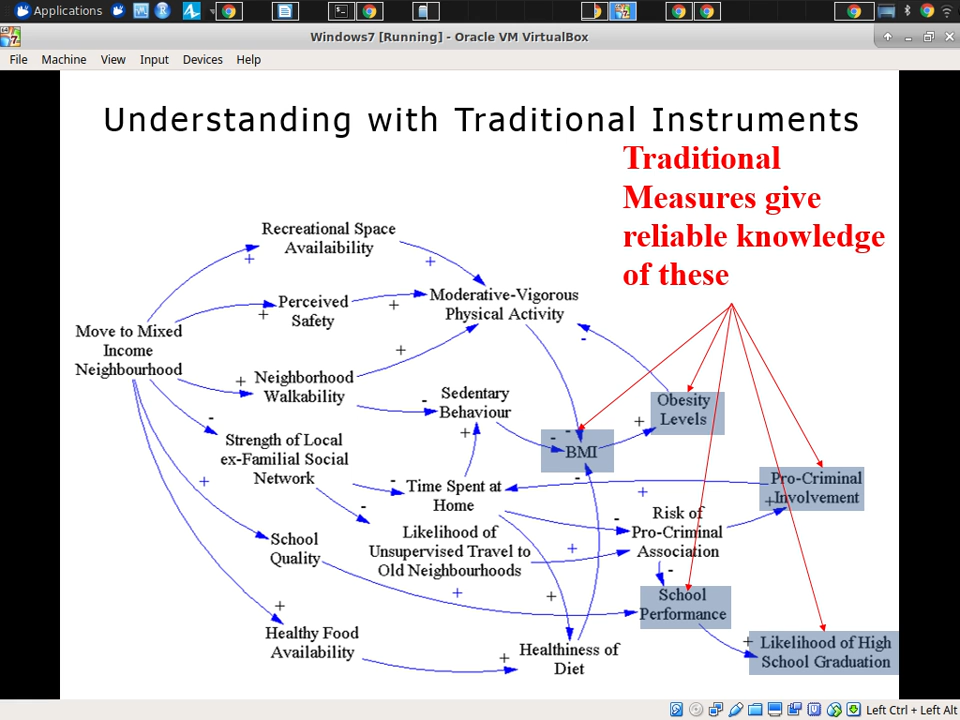 Applications
Windows7 [Running] - Oracle VM VirtualBox
File Machine View Input Devices Help
Understanding with Traditional Instruments
Traditional
Measures give
reliable knowledge
of these
Recreational Space
Availaibility
+
+
Perceived
Safety
+
+
Moderative-Vigorous
Physical Activity
Move to Mixed
Income
Neighbourhood
-
+
Neighborhood
Walkability
+
-
Sedentary
Behaviour
Obesity
Levels
-
+
Strength of Local
ex-Familial Social
Network
+
-
-
BMI
+
-
Time Spent at
Home
-
+
Pro-Criminal
+Involvement
-
Likelihood of
Unsupervised Travel to
Old Neighbourhoods
-
Risk of
Pro-Criminal
Association
+
School
Quality
+
+
-
School
Performance
+
Healthy Food
Availability
+
Healthiness of
Diet
+
Likelihood of High
School Graduation
Left Ctrl + Left Alt